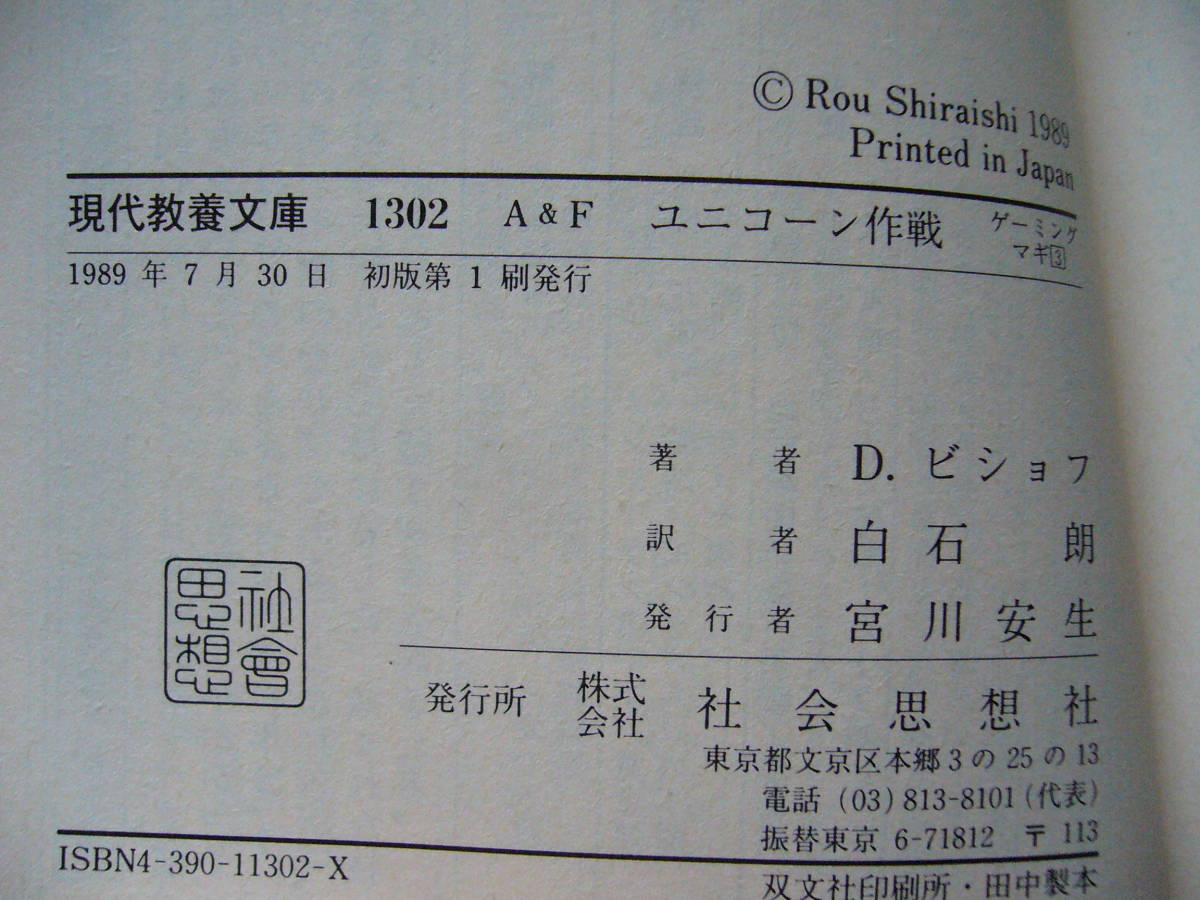 © Rou Shiraishi 1989
Printed in Japan
現代教養文庫 1302 A & F ユニコーン作戦 ゲーミング
マギ3
1989 年 7 月 30 日 初版第 1 刷発行
著者 D. ビショフ
訳者 白石 朗
発行者 宮川安生
社會
思想
発行所 株式会社 社会思想社
東京都文京区本郷3の25の13
電話 (03) 813-8101 (代表)
振替東京 6-71812 〒113
ISBN4-390-11302-X
双文社印刷所・田中製本